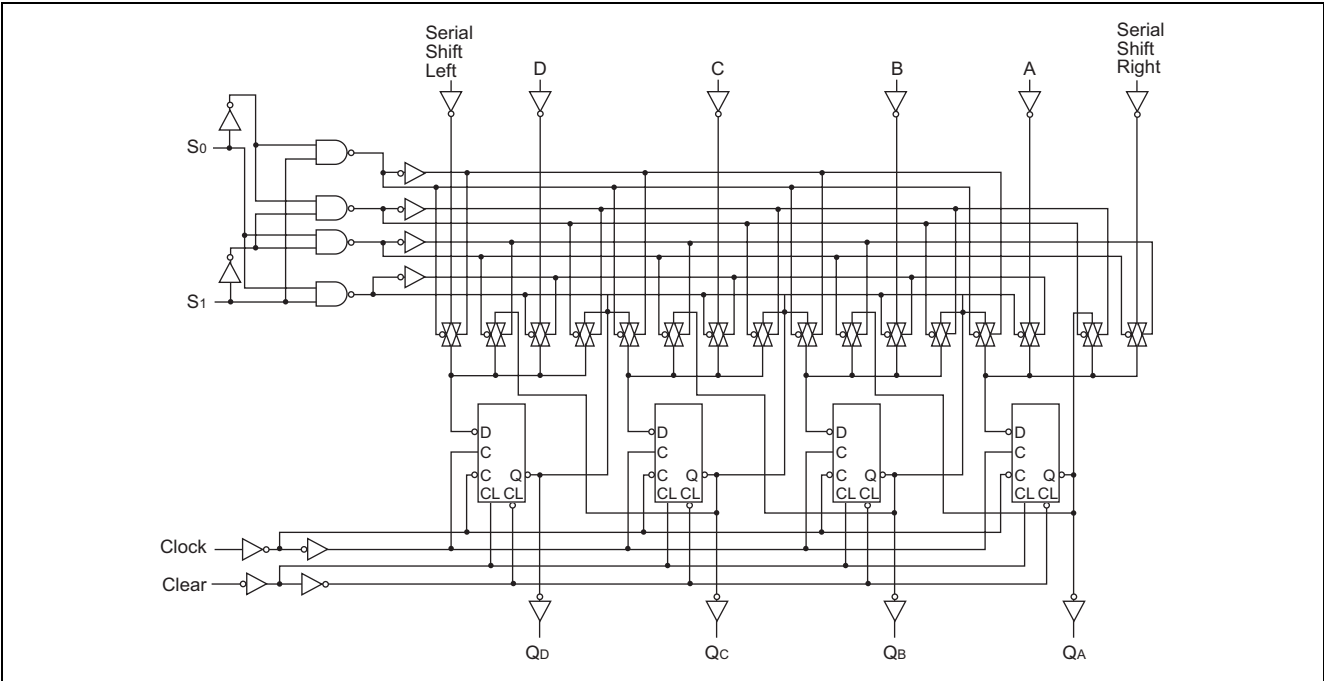 Serial
Shift
Left
D
C
B
A
Serial
Shift
Right
S0
S1
D
C
C Q
CL CL
D
C
C Q
CL CL
D
C
C Q
CL CL
D
C
C Q
CL CL
Clock
Clear
QD
QC
QB
QA